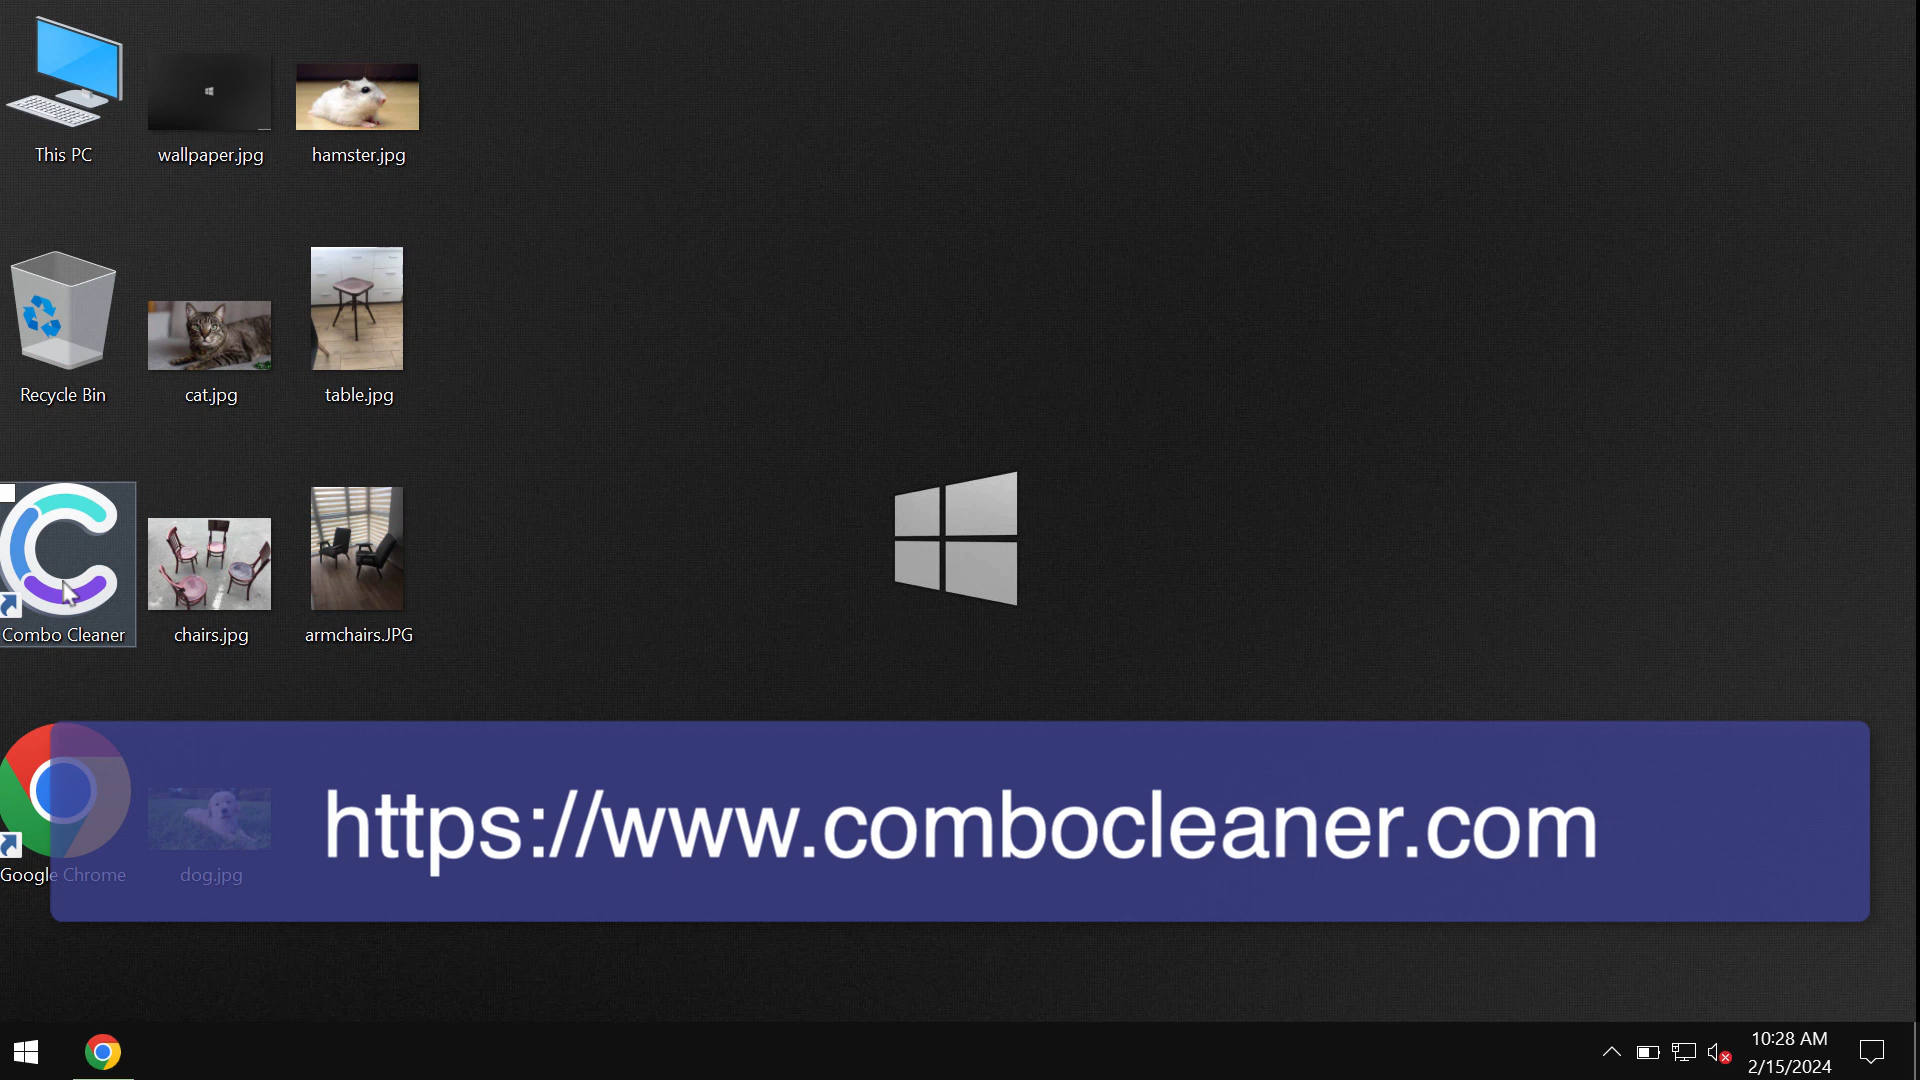 This PC
wallpaper.jpg
hamster.jpg
Recycle Bin
cat.jpg
table.jpg
Combo Cleaner
chairs.jpg
armchairs.JPG
Google Chrome
dog.jpg
https://www.combocleaner.com
10:28 AM
2/15/2024